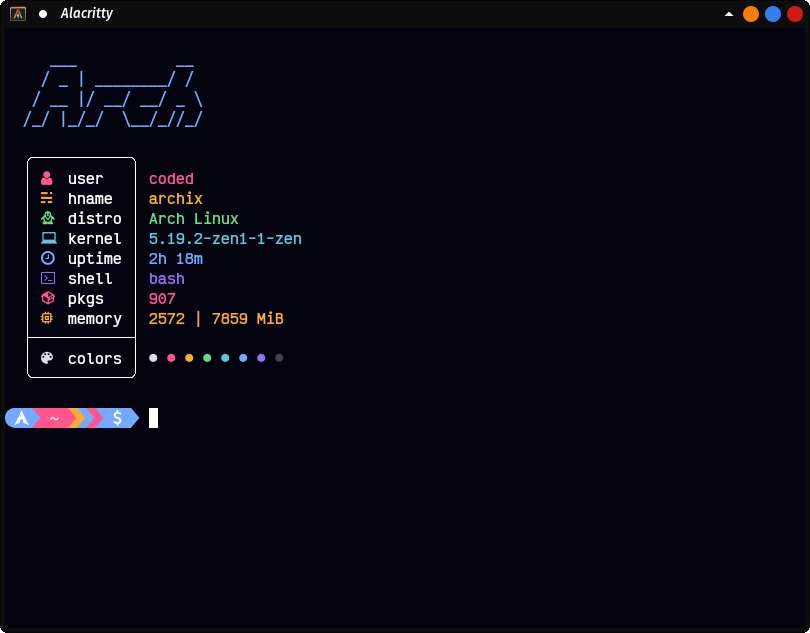 Alacritty
Arch
user coded
hname archix
distro Arch Linux
kernel 5.19.2-zen1-1-zen
uptime 2h 18m
shell bash
pkgs 907
memory 2572 | 7859 MiB
colors
~ $